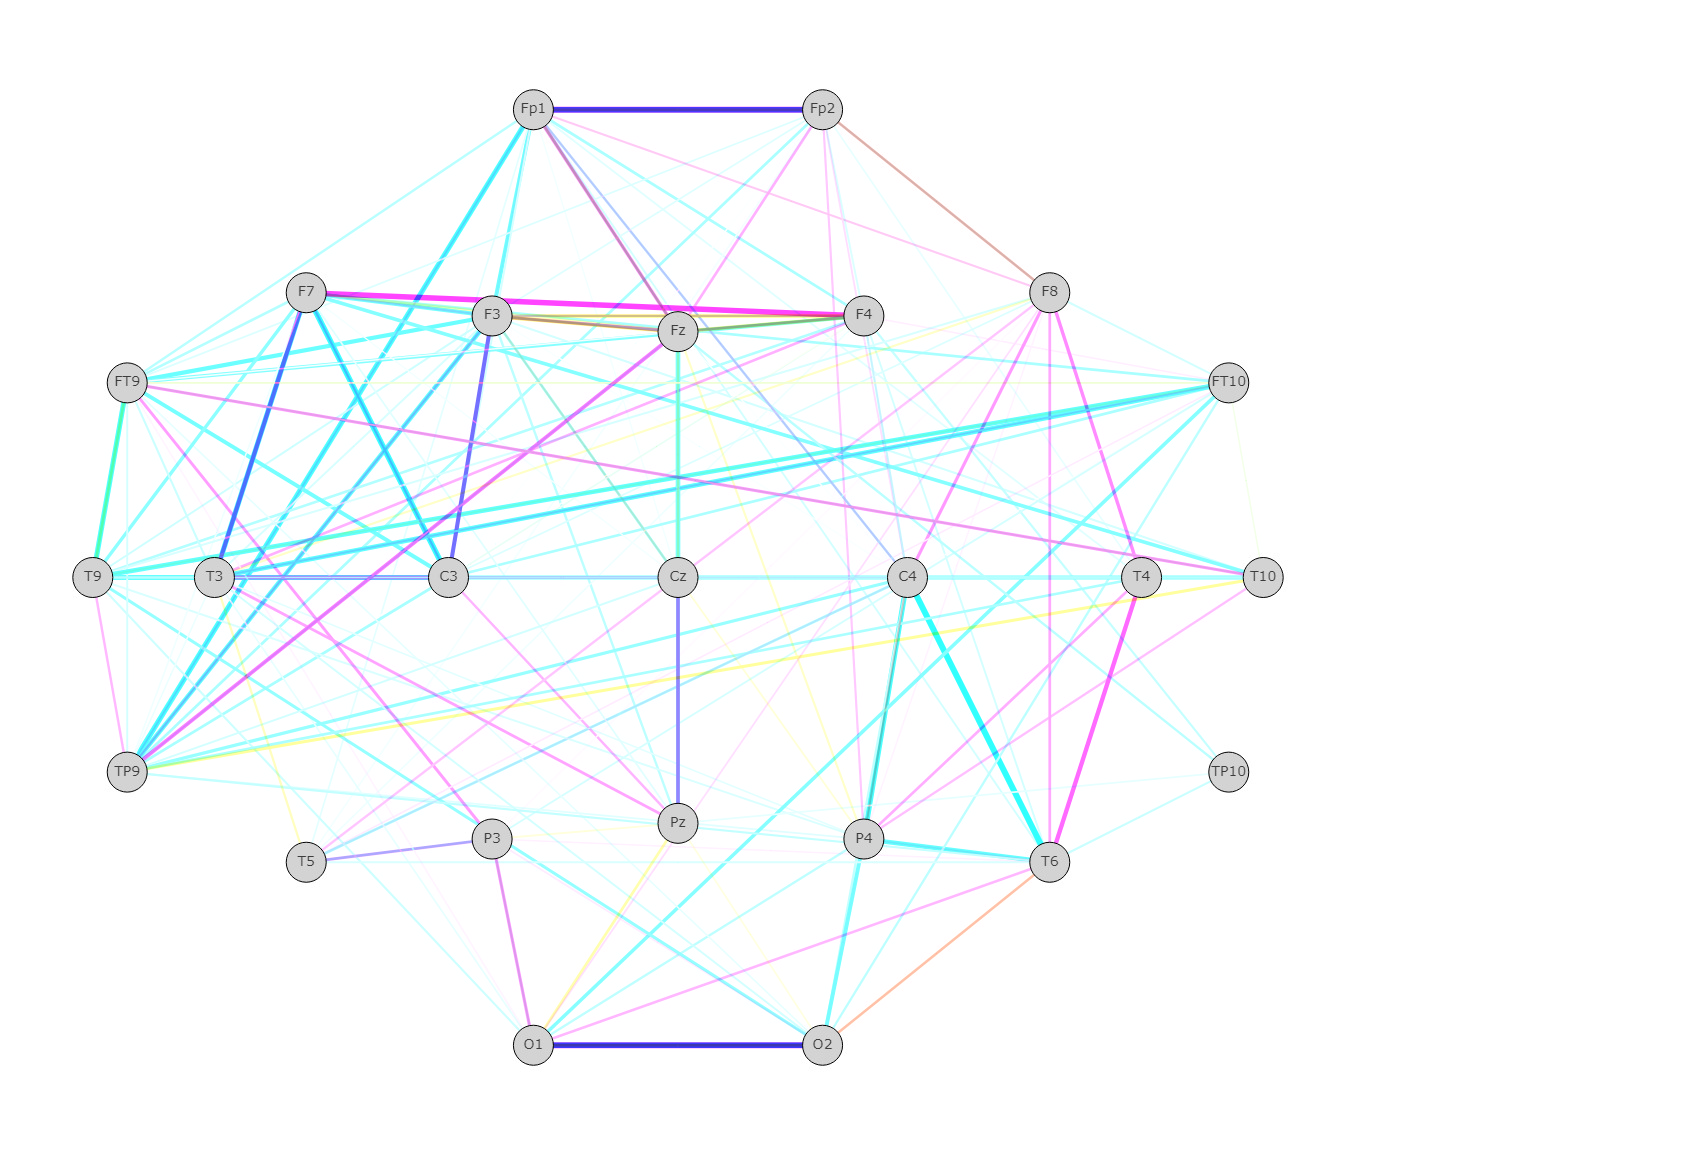 Fp1 Fp2
F7 F3 Fz F4 F8
FT9 FT10
T9 T3 C3 Cz C4 T4 T10
TP9 TP10
T5 P3 Pz P4 T6
O1 O2